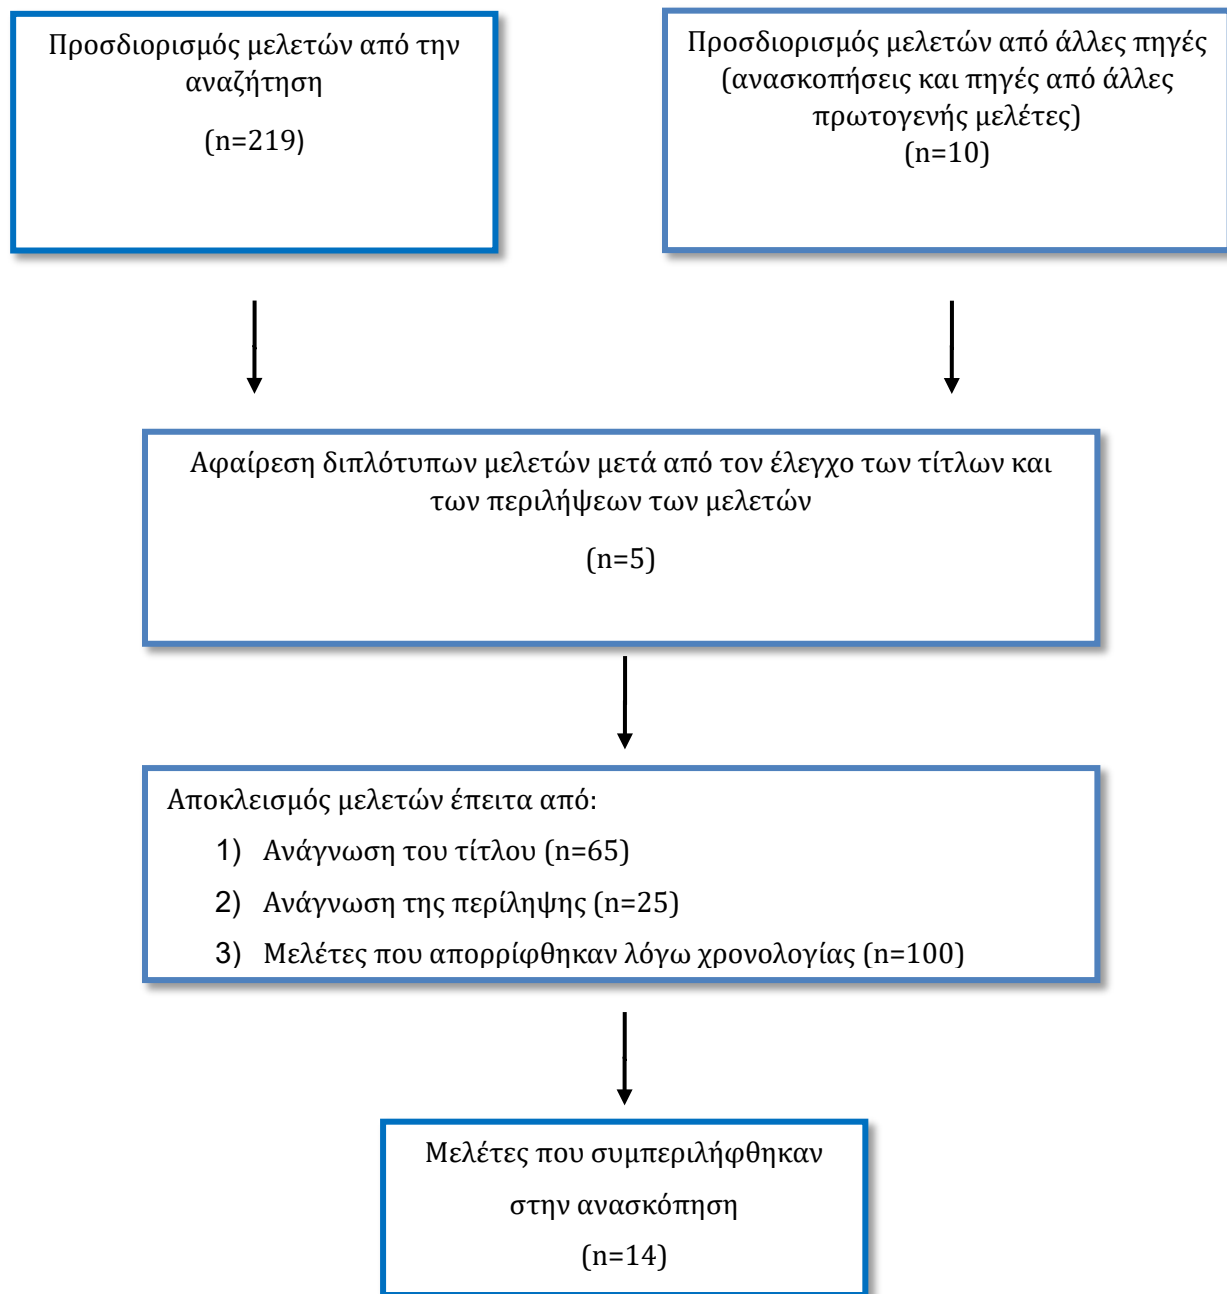 Προσδιορισμός μελετών από την
αναζήτηση
(n=219)
Προσδιορισμός μελετών από άλλες πηγές
(ανασκοπήσεις και πηγές από άλλες
πρωτογενής μελέτες)
(n=10)
Αφαίρεση διπλότυπων μελετών μετά από τον έλεγχο των τίτλων και
των περιλήψεων των μελετών
(n=5)
Αποκλεισμός μελετών έπειτα από:
1) Ανάγνωση του τίτλου (n=65)
2) Ανάγνωση της περίληψης (n=25)
3) Μελέτες που απορρίφθηκαν λόγω χρονολογίας (n=100)
Μελέτες που συμπεριλήφθηκαν
στην ανασκόπηση
(n=14)